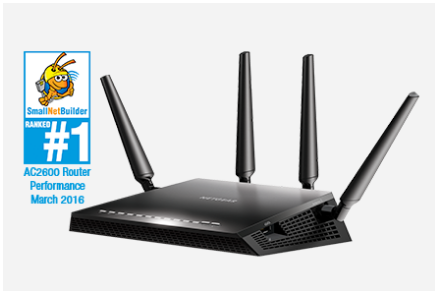 SmallNetBuilder
RANKED
#1
AC2600 Router
Performance
March 2016
NETGEAR